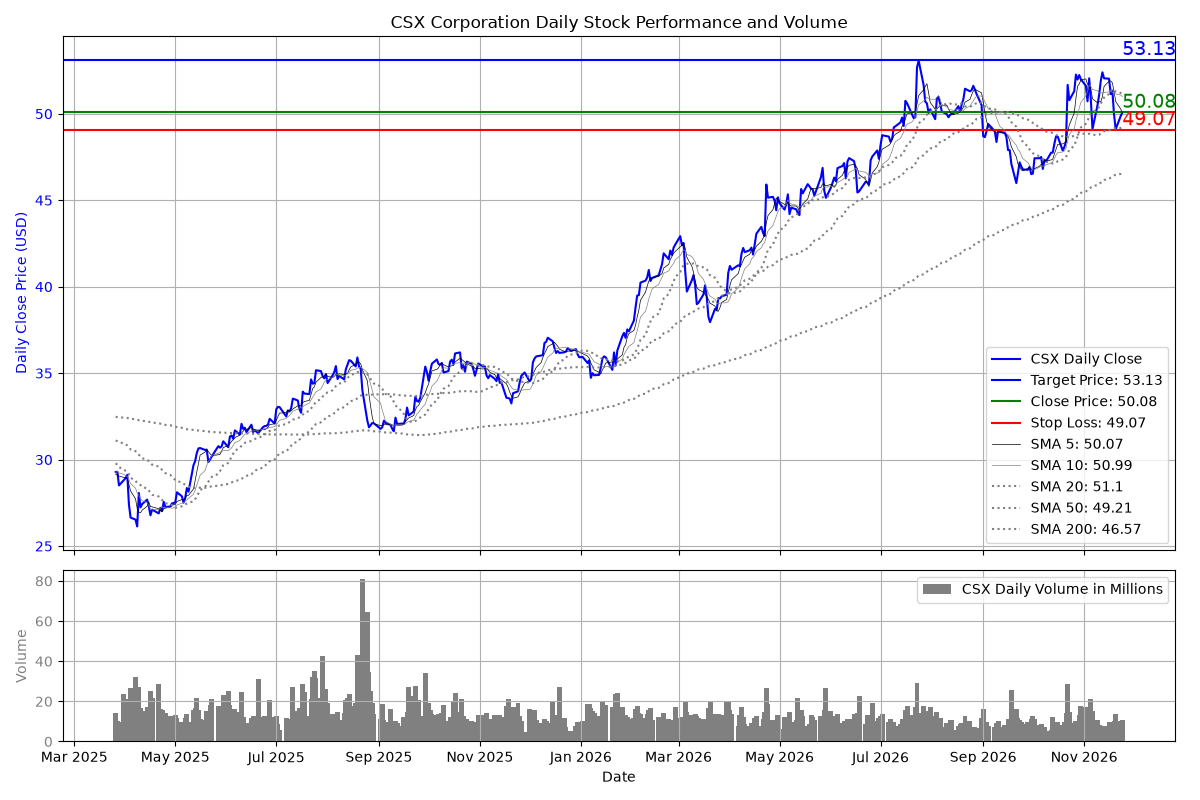 CSX Corporation Daily Stock Performance and Volume
53.13
50.08
49.07
50
45
40
35
30
25
Daily Close Price (USD)
CSX Daily Close
Target Price: 53.13
Close Price: 50.08
Stop Loss: 49.07
SMA 5: 50.07
SMA 10: 50.99
SMA 20: 51.1
SMA 50: 49.21
SMA 200: 46.57
80
60
40
20
0
Volume
CSX Daily Volume in Millions
Mar 2025 May 2025 Jul 2025 Sep 2025 Nov 2025 Jan 2026 Mar 2026 May 2026 Jul 2026 Sep 2026 Nov 2026
Date